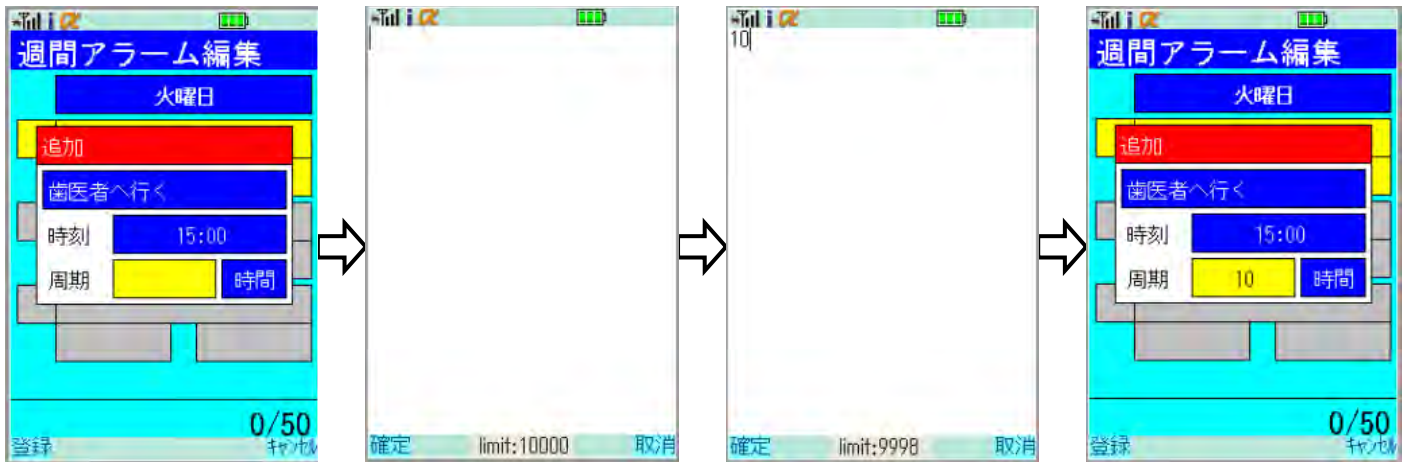 週間アラーム編集
火曜日
追加
歯医者へ行く
時刻 15:00
周期 時間
0/50
登録 キャンセル
確定 limit:10000 取消
10
確定 limit:9998 取消
週間アラーム編集
火曜日
追加
歯医者へ行く
時刻 15:00
周期 10 時間
0/50
登録 キャンセル